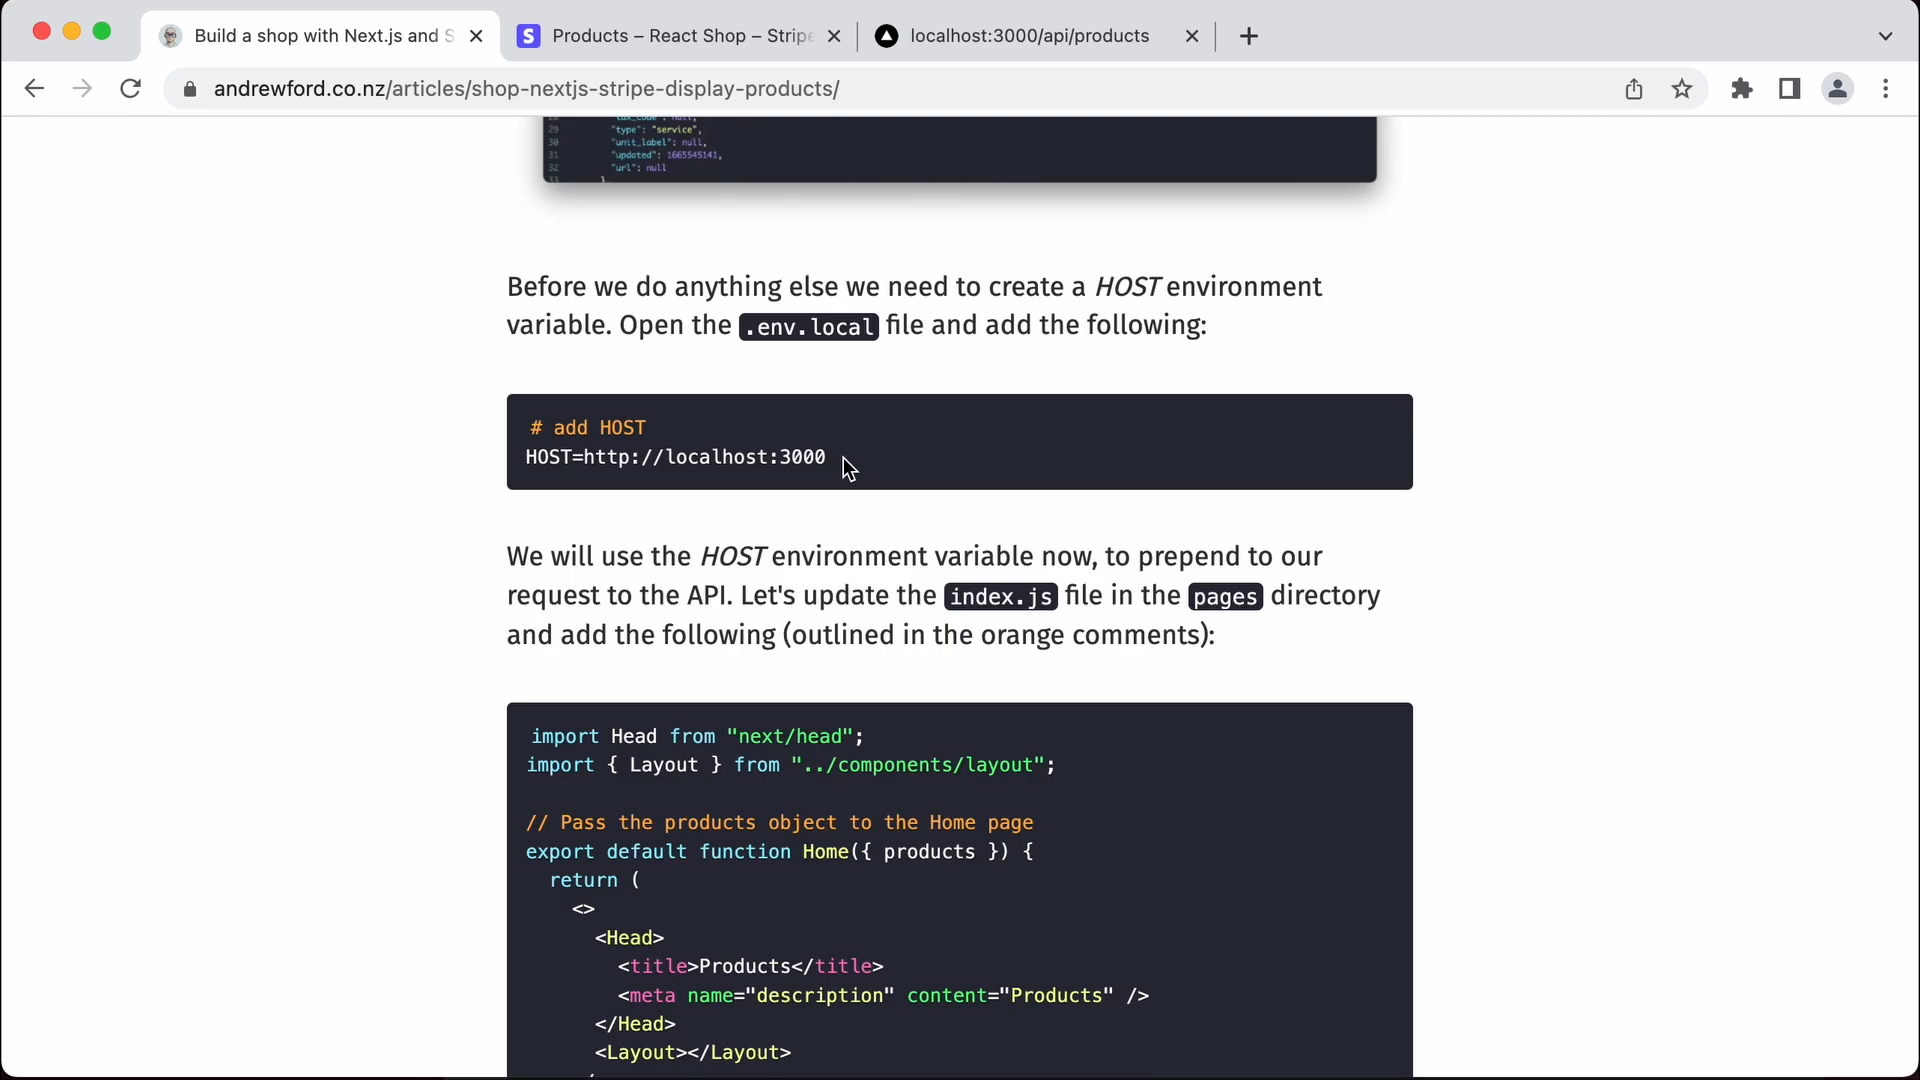 Build a shop with Next.js and S
Products – React Shop – Stripe
localhost:3000/api/products
andrewford.co.nz/articles/shop-nextjs-stripe-display-products/
29 "type": "service",
30 "unit_label": null,
31 "updated": 1665545141,
32 "url": null
33 },
Before we do anything else we need to create a HOST environment
variable. Open the .env.local file and add the following:
# add HOST
HOST=http://localhost:3000
We will use the HOST environment variable now, to prepend to our
request to the API. Let's update the index.js file in the pages directory
and add the following (outlined in the orange comments):
import Head from "next/head";
import { Layout } from "../components/layout";
// Pass the products object to the Home page
export default function Home({ products }) {
return (
<>
<Head>
<title>Products</title>
<meta name="description" content="Products" />
</Head>
<Layout></Layout>